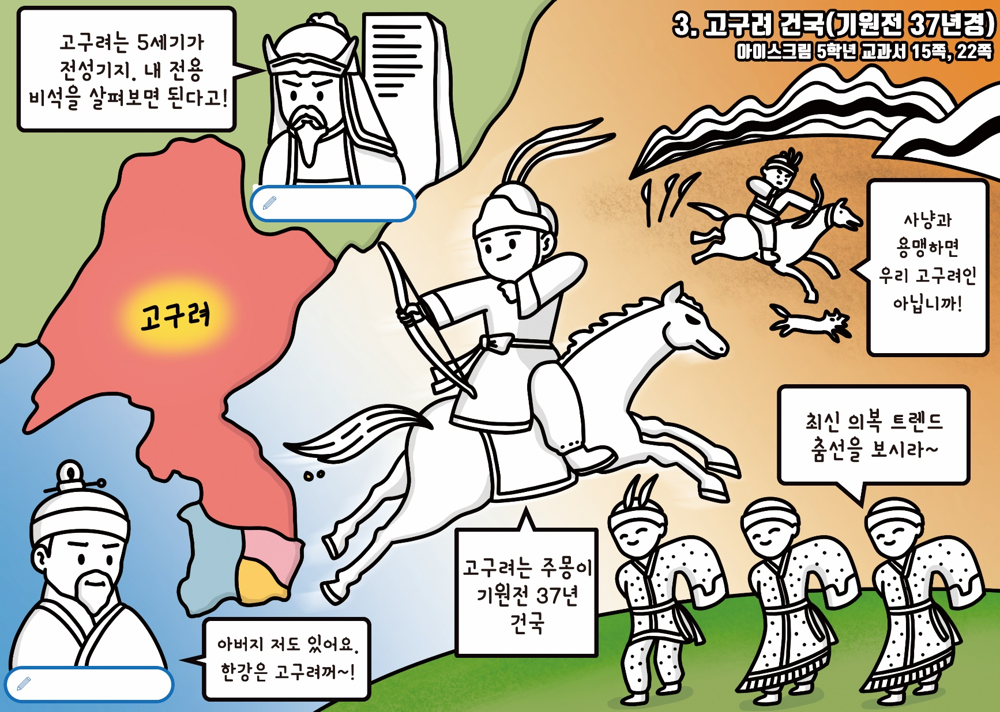 3. 고구려 건국(기원전 37년경)
아이스크림 5학년 교과서 15쪽, 22쪽
고구려는 5세기가
전성기지. 내 전용
비석을 살펴보면 된다고!
고구려
사냥과
용맹하면
우리 고구려인
아닙니까!
최신 의복 트렌드
춤선을 보시라~
고구려는 주몽이
기원전 37년
건국
아버지 저도 있어요.
한강은 고구려꺼~!